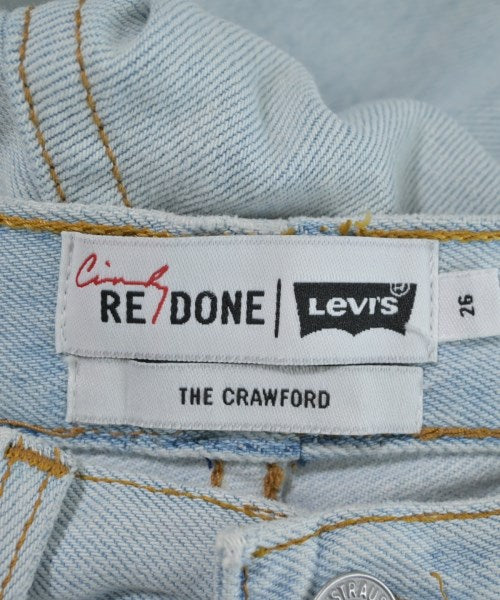 Cindy
RE/DONE | LEVI'S ®
26
THE CRAWFORD
STRAUS